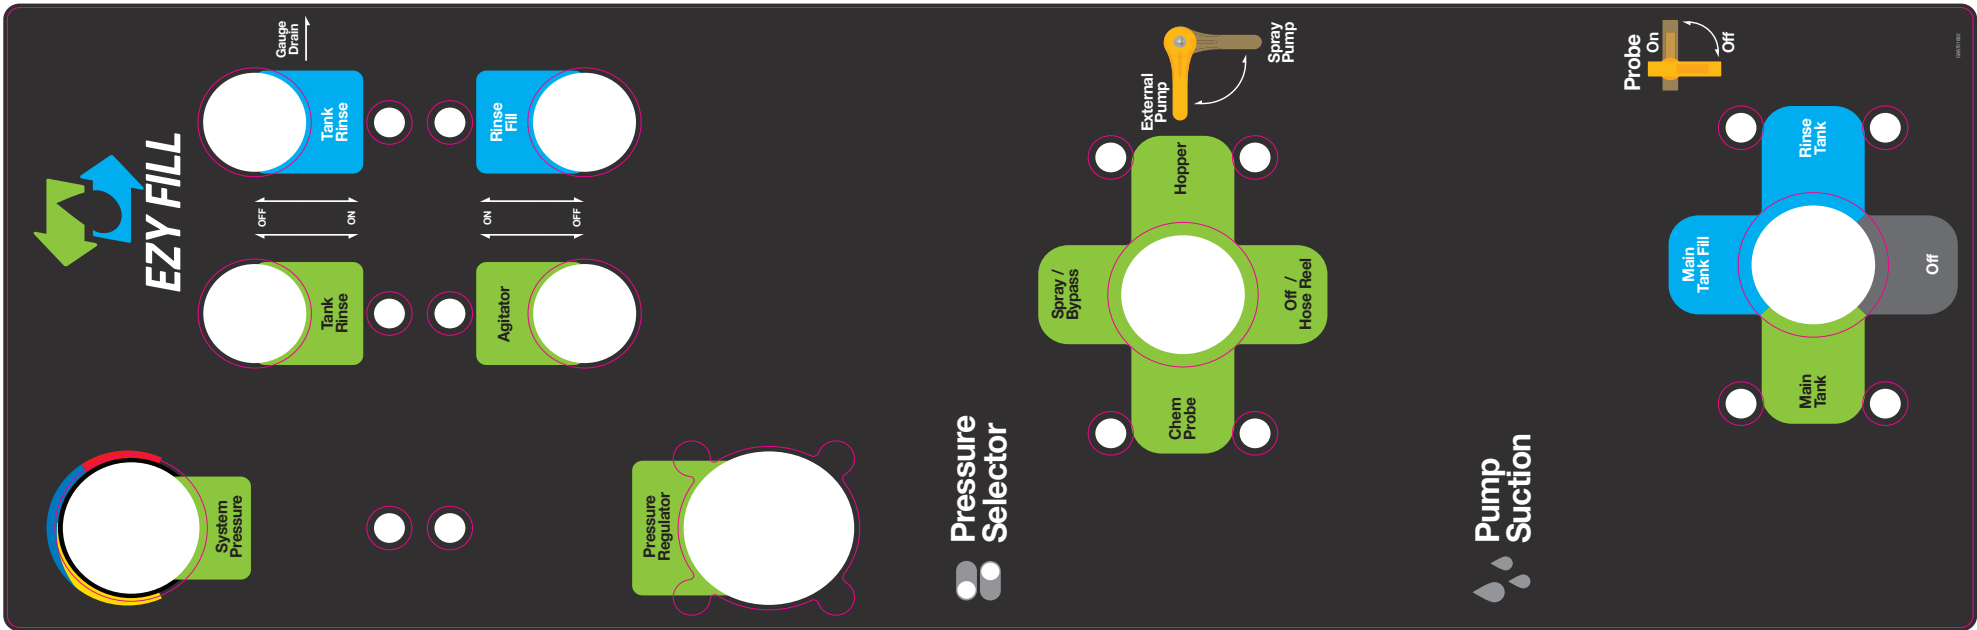 EZY FILL
Gauge
Drain
System
Pressure
Tank
Rinse
Tank
Rinse
OFF
ON
ON
OFF
Agitator
Rinse
Fill
Pressure
Regulator
Pressure
Selector
External
Pump
Spray
Pump
Spray /
Bypass
Chem
Probe
Hopper
Off /
Hose Reel
Pump
Suction
Probe
On
Off
Main
Tank Fill
Main
Tank
Rinse
Tank
Off